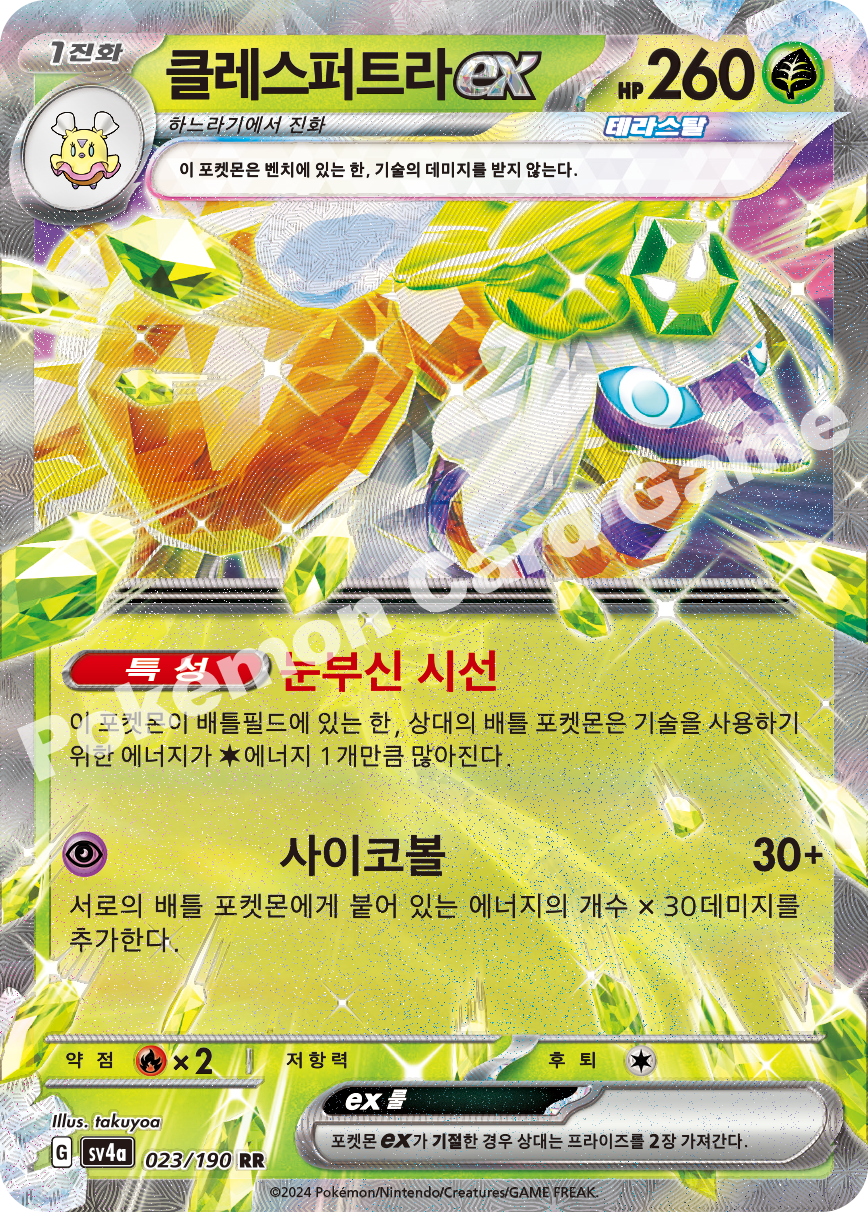 1진화
클레스퍼트라ex
HP 260
하느라기에서 진화
테라스탈
이 포켓몬은 벤치에 있는 한, 기술의 데미지를 받지 않는다.
특성 눈부신 시선
이 포켓몬이 배틀필드에 있는 한, 상대의 배틀 포켓몬은 기술을 사용하기
위한 에너지가 에너지 1개만큼 많아진다.
사이코볼 30+
서로의 배틀 포켓몬에게 붙어 있는 에너지의 개수 × 30데미지를
추가한다.
약점 ×2 저항력 후퇴
ex 룰
포켓몬 ex가 기절한 경우 상대는 프라이즈를 2장 가져간다.
Illus. takuyoa
G sv4a 023/190 RR
©2024 Pokémon/Nintendo/Creatures/GAME FREAK.
Pokémon Card Game